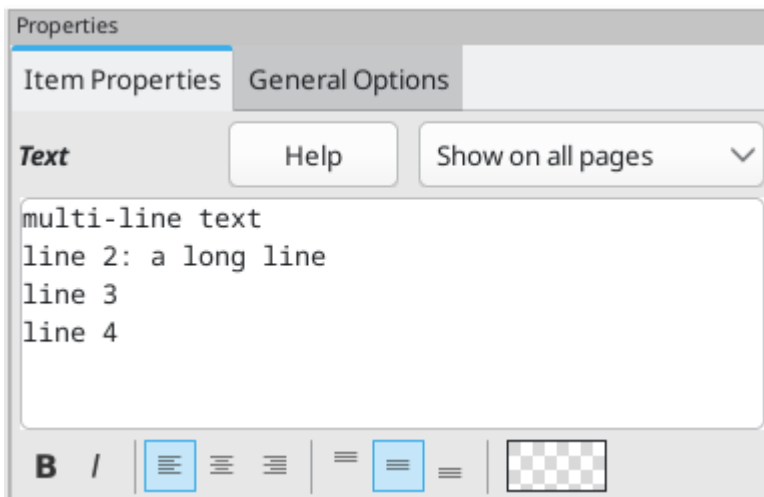 Properties
Item Properties General Options
Text Help Show on all pages
multi-line text
line 2: a long line
line 3
line 4
B I